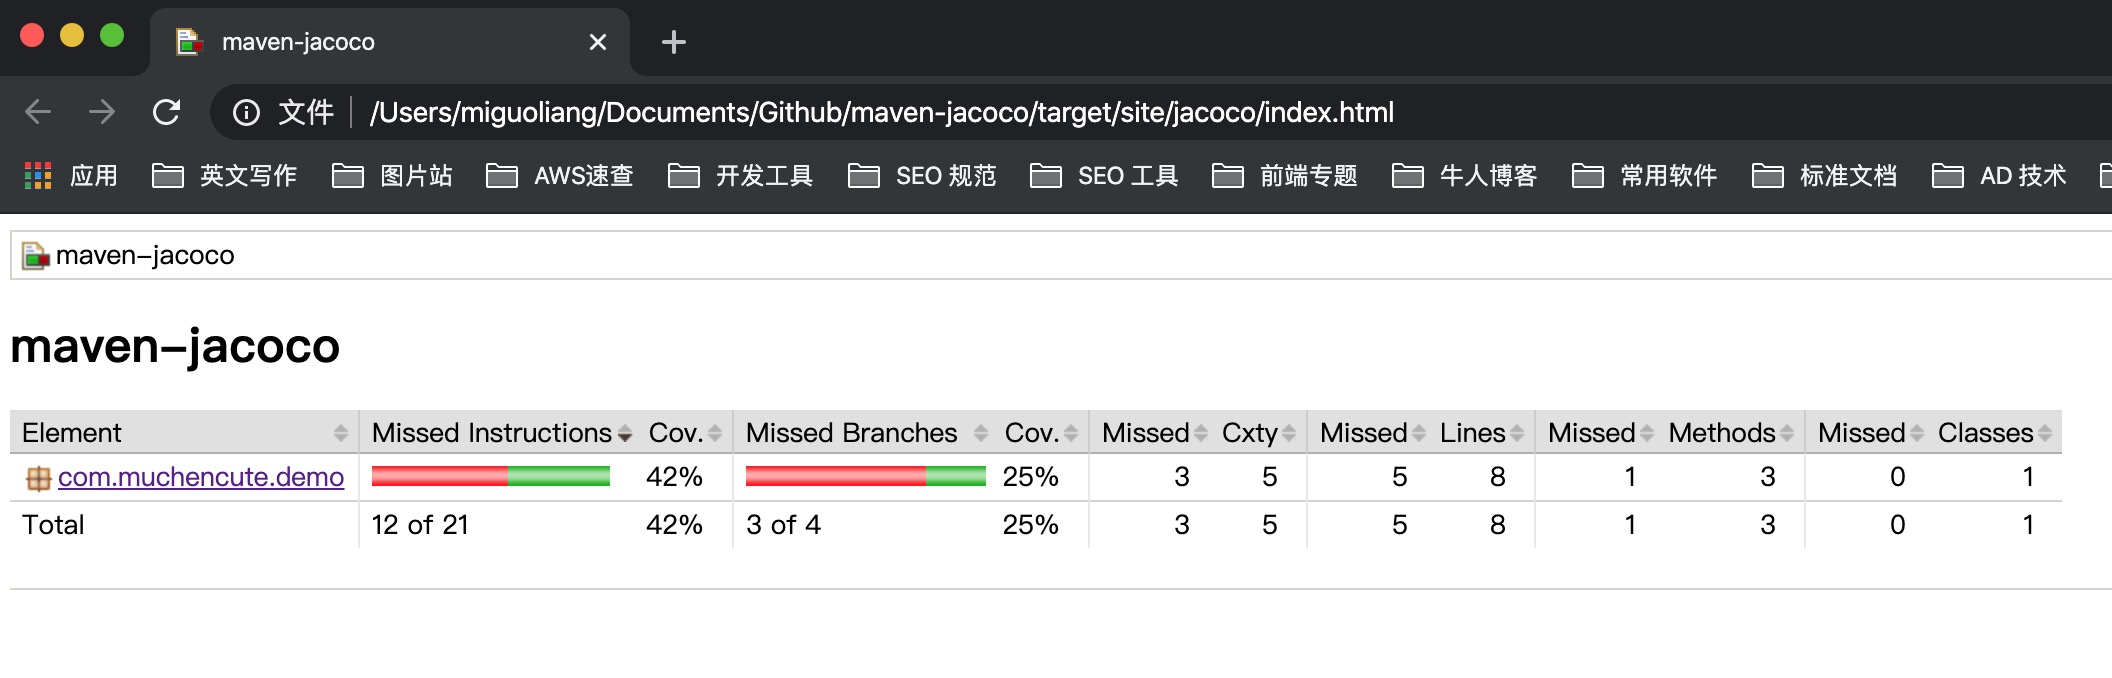 maven-jacoco
文件 /Users/miguoliang/Documents/Github/maven-jacoco/target/site/jacoco/index.html
应用 英文写作 图片站 AWS速查 开发工具 SEO 规范 SEO 工具 前端专题 牛人博客 常用软件 标准文档 AD 技术
maven-jacoco
maven-jacoco
Element Missed Instructions Cov. Missed Branches Cov. Missed Cxty Missed Lines Missed Methods Missed Classes
com.muchencute.demo 42% 25% 3 5 5 8 1 3 0 1
Total 12 of 21 42% 3 of 4 25% 3 5 5 8 1 3 0 1